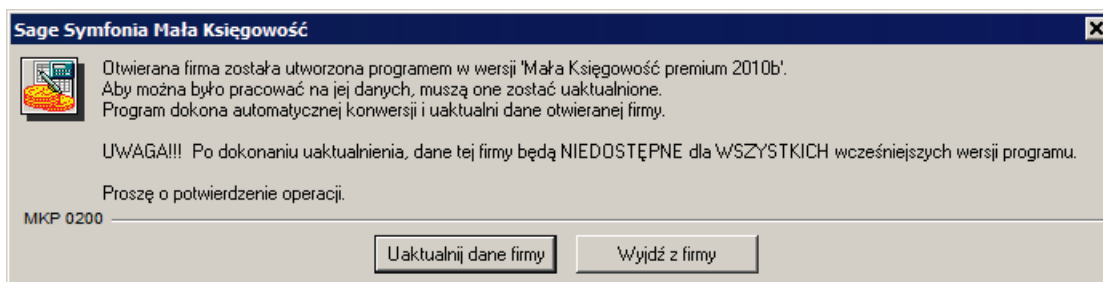 Sage Symfonia Mała Księgowość
Otwierana firma została utworzona programem w wersji 'Mała Księgowość premium 2010b'.
Aby można było pracować na jej danych, muszą one zostać uaktualnione.
Program dokona automatycznej konwersji i uaktualni dane otwieranej firmy.
UWAGA!!! Po dokonaniu uaktualnienia, dane tej firmy będą NIEDOSTĘPNE dla WSZYSTKICH wcześniejszych wersji programu.
Proszę o potwierdzenie operacji.
MKP 0200
Uaktualnij dane firmy
Wyjdź z firmy